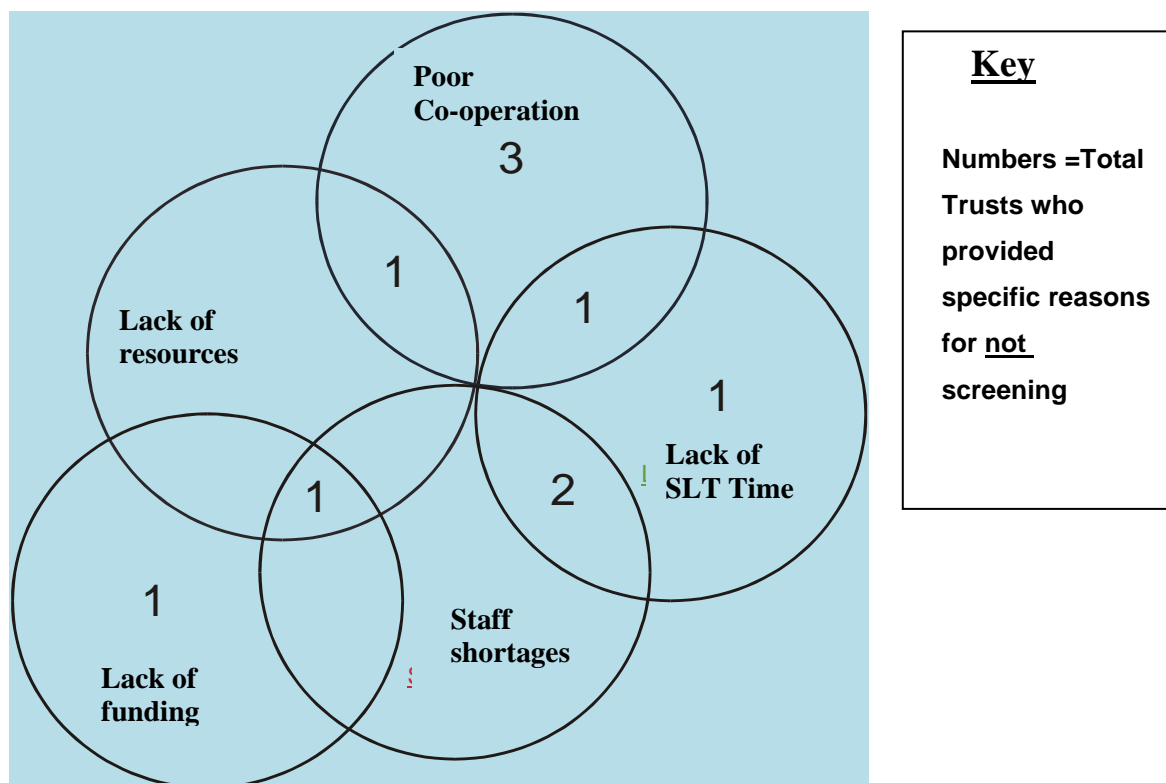 Poor
Co-operation
3
1
1
Lack of
resources
1
Lack of
SLT Time
1
2
1
Staff
shortages
Lack of
funding
Key
Numbers =Total
Trusts who
provided
specific reasons
for not
screening